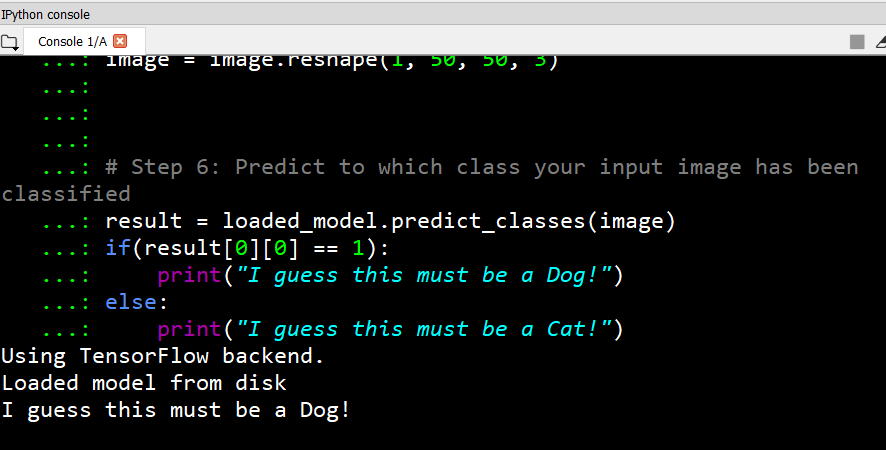 IPython console
Console 1/A
...: image = image.reshape(1, 50, 50, 3)
...:
...:
...:
...: # Step 6: Predict to which class your input image has been
classified
...: result = loaded_model.predict_classes(image)
...: if(result[0][0] == 1):
...:     print("I guess this must be a Dog!")
...: else:
...:     print("I guess this must be a Cat!")
Using TensorFlow backend.
Loaded model from disk
I guess this must be a Dog!